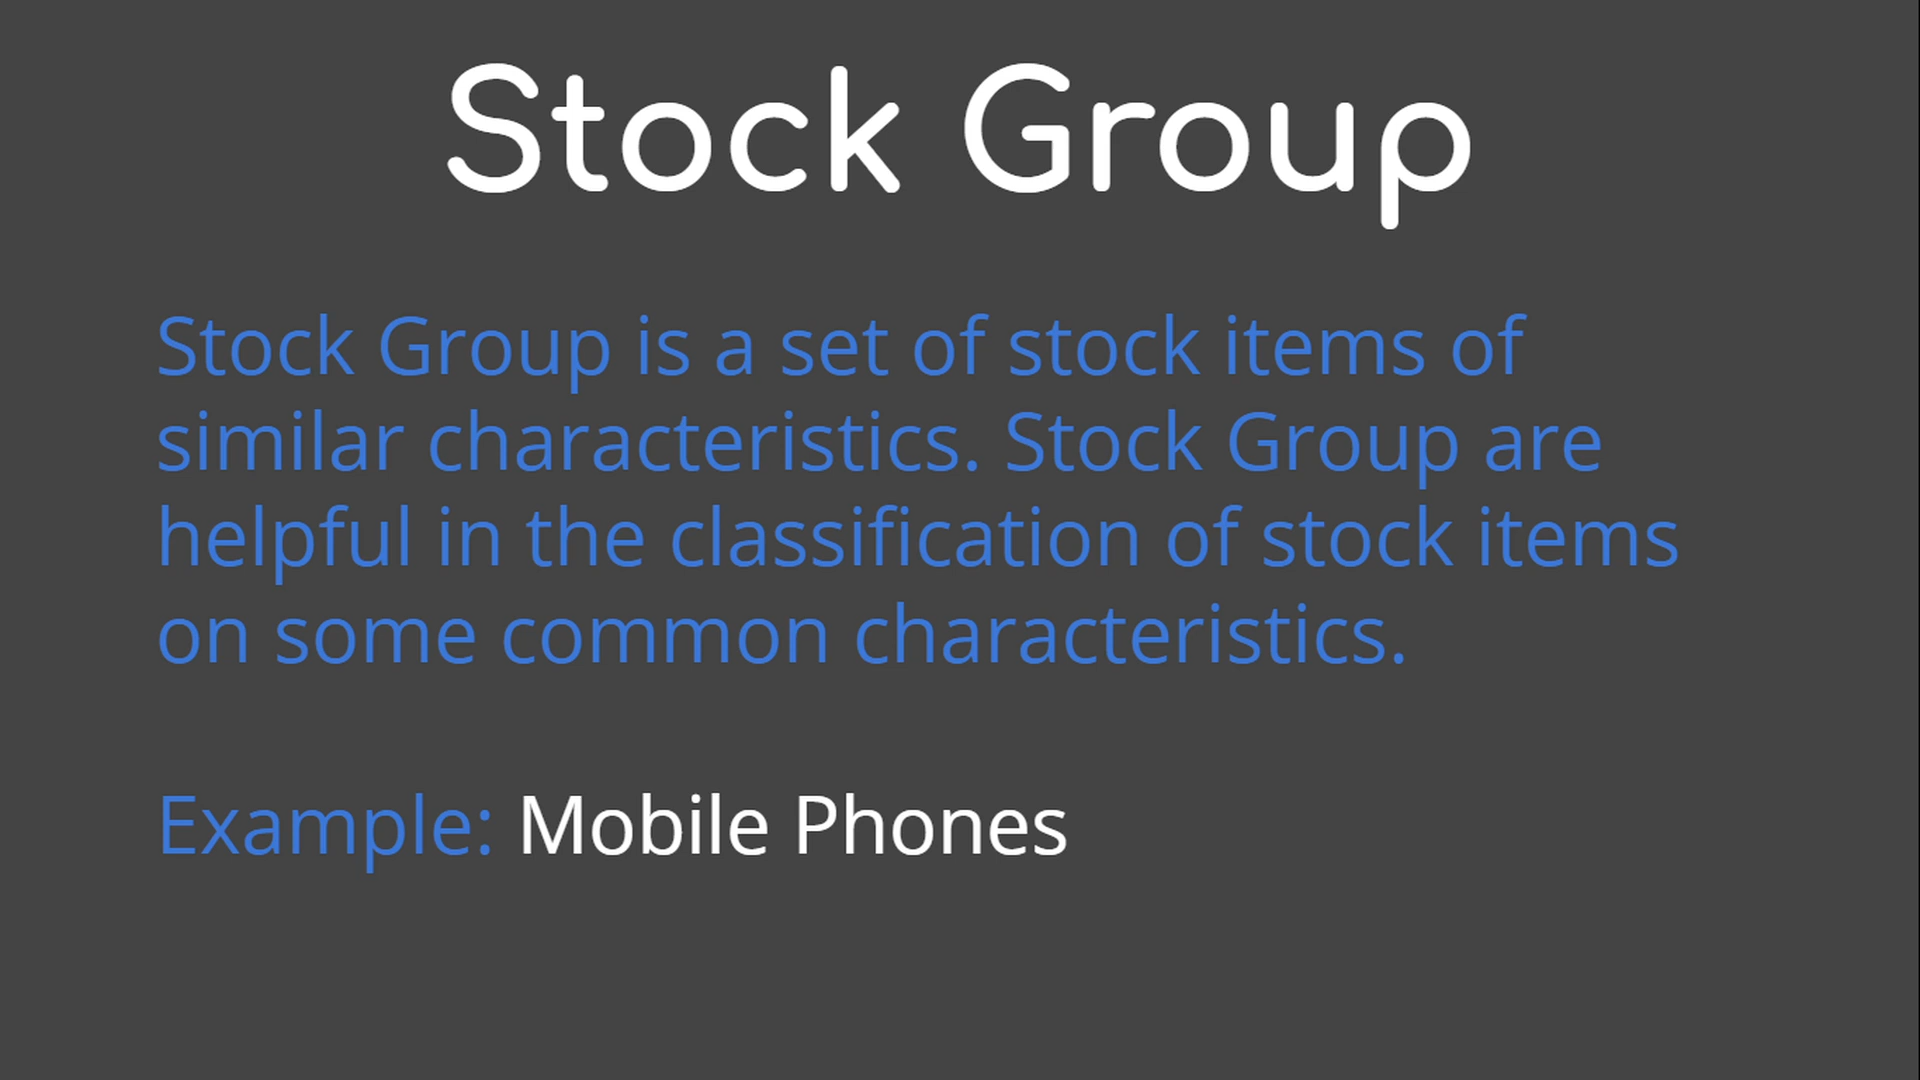 Stock Group
Stock Group is a set of stock items of
similar characteristics. Stock Group are
helpful in the classification of stock items
on some common characteristics.
Example: Mobile Phones